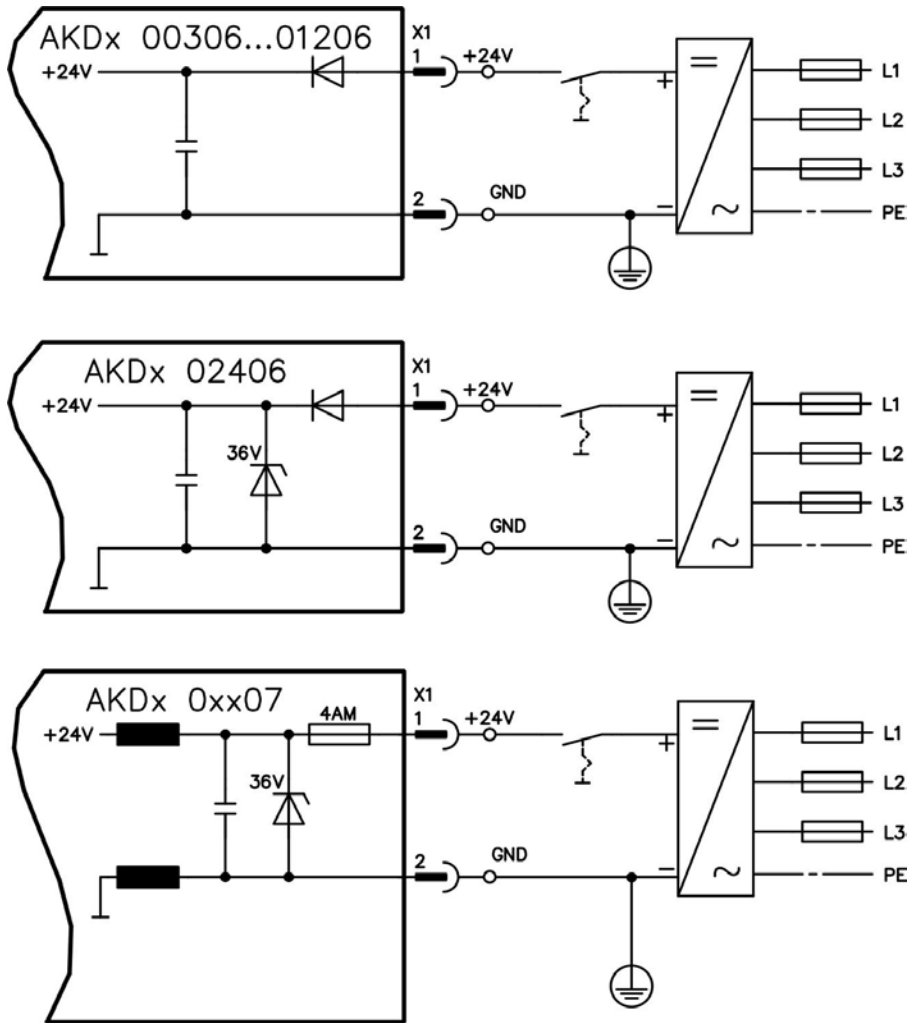 AKDx 00306...01206
X1
+24V
1
+24V
+
L1
L2
L3
2
GND
−
PE
AKDx 02406
X1
+24V
1
+24V
+
L1
36V
L2
L3
2
GND
−
PE
AKDx 0xx07
X1
+24V
4AM
1
+24V
+
L1
36V
L2
L3
2
GND
−
PE